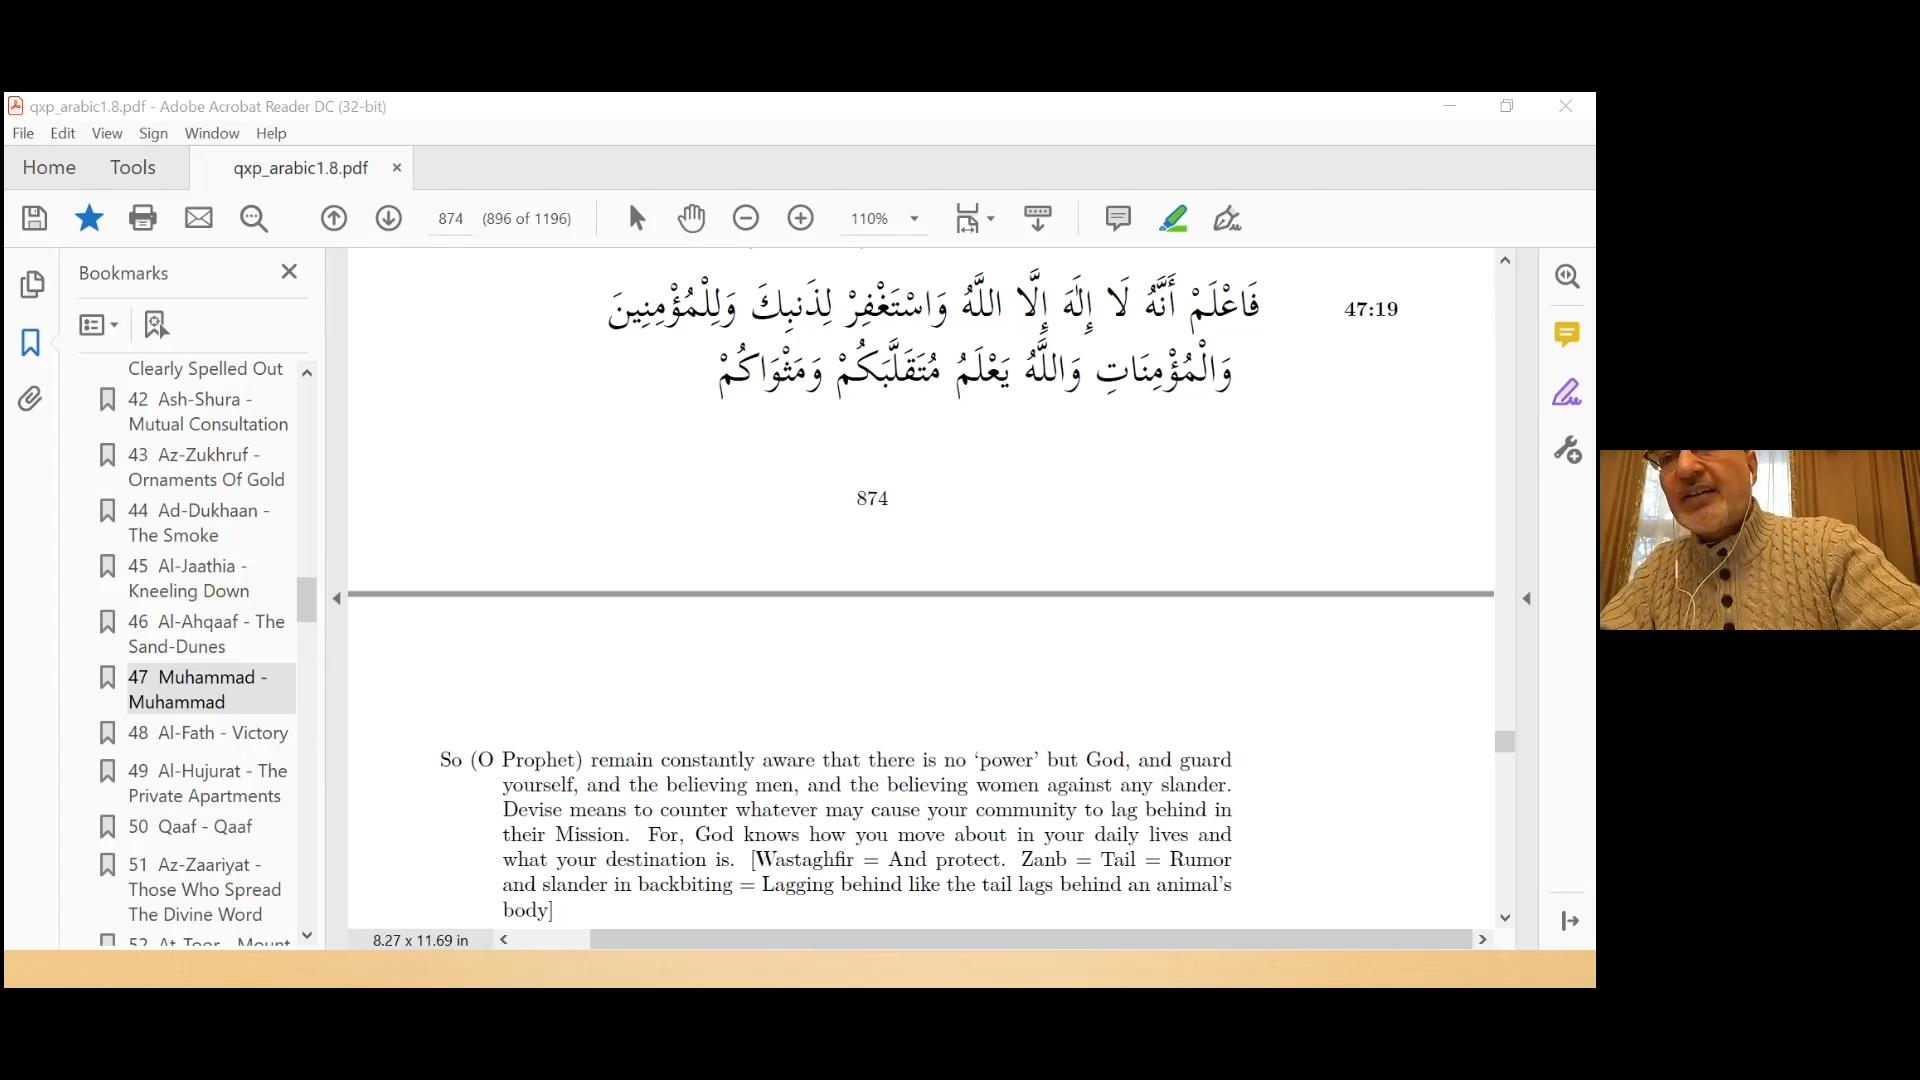 qxp_arabic1.8.pdf - Adobe Acrobat Reader DC (32-bit)
File Edit View Sign Window Help
Home Tools qxp_arabic1.8.pdf
874 (896 of 1196) 110%
Bookmarks
Clearly Spelled Out
42 Ash-Shura -
Mutual Consultation
43 Az-Zukhruf -
Ornaments Of Gold
44 Ad-Dukhaan -
The Smoke
45 Al-Jaathia -
Kneeling Down
46 Al-Ahqaaf - The
Sand-Dunes
47 Muhammad -
Muhammad
48 Al-Fath - Victory
49 Al-Hujurat - The
Private Apartments
50 Qaaf - Qaaf
51 Az-Zaariyat -
Those Who Spread
The Divine Word
52 At-Toor - Mount
47:19
فَاعْلَمْ أَنَّهُ لَا إِلَٰهَ إِلَّا اللَّهُ وَاسْتَغْفِرْ لِذَنبِكَ وَلِلْمُؤْمِنِينَ
وَالْمُؤْمِنَاتِ وَاللَّهُ يَعْلَمُ مُتَقَلَّبَكُمْ وَمَثْوَاكُمْ
874
So (O Prophet) remain constantly aware that there is no ‘power’ but God, and guard
yourself, and the believing men, and the believing women against any slander.
Devise means to counter whatever may cause your community to lag behind in
their Mission. For, God knows how you move about in your daily lives and
what your destination is. [Wastaghfir = And protect. Zanb = Tail = Rumor
and slander in backbiting = Lagging behind like the tail lags behind an animal’s
body]
8.27 x 11.69 in